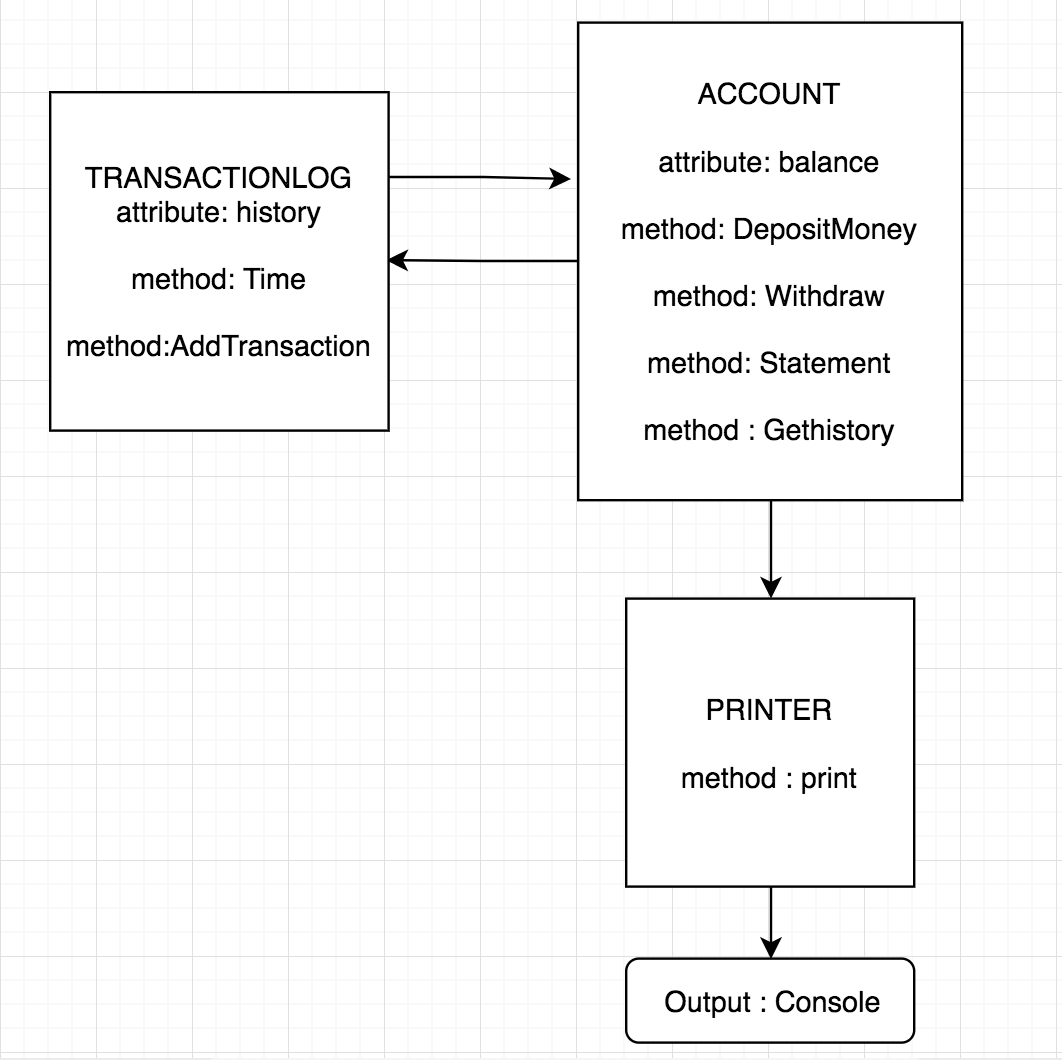 TRANSACTIONLOG
attribute: history
method: Time
method:AddTransaction
ACCOUNT
attribute: balance
method: DepositMoney
method: Withdraw
method: Statement
method : Gethistory
PRINTER
method : print
Output : Console